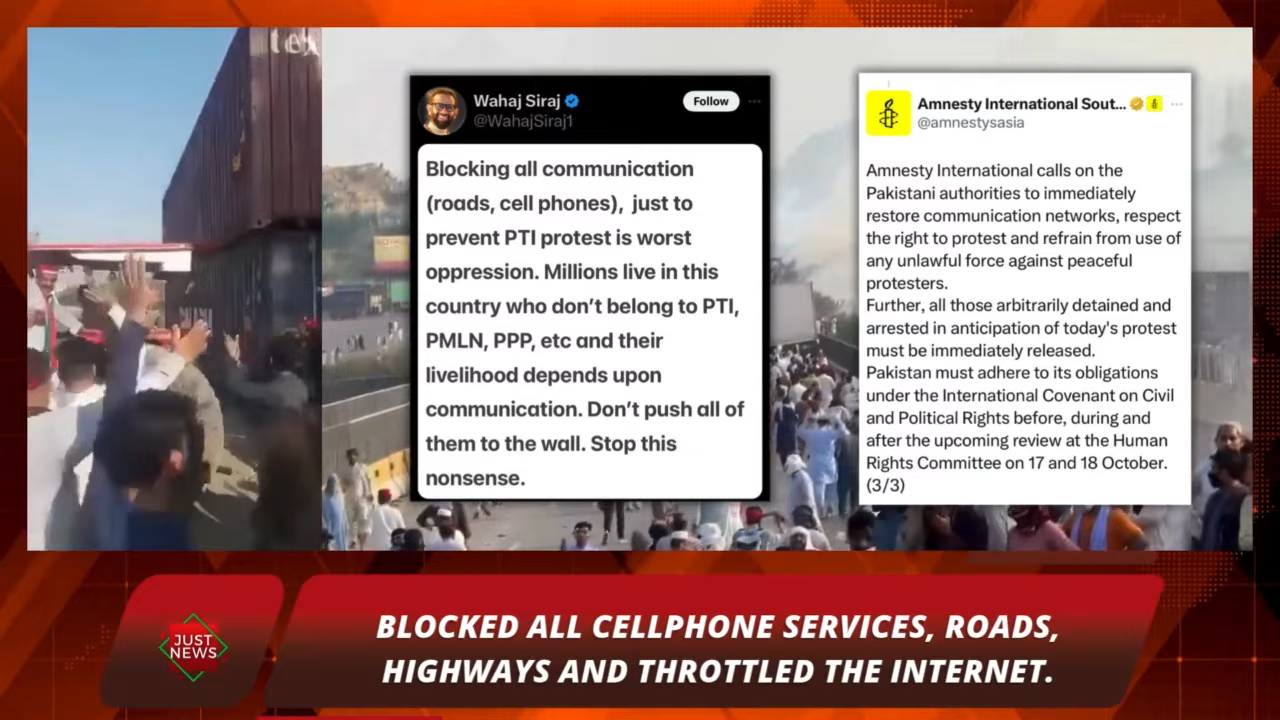 tex
Wahaj Siraj
@WahajSiraj1
Follow
Blocking all communication
(roads, cell phones), just to
prevent PTI protest is worst
oppression. Millions live in this
country who don't belong to PTI,
PMLN, PPP, etc and their
livelihood depends upon
communication. Don't push all of
them to the wall. Stop this
nonsense.
Amnesty International Sout...
@amnestysasia
Amnesty International calls on the
Pakistani authorities to immediately
restore communication networks, respect
the right to protest and refrain from use of
any unlawful force against peaceful
protesters.
Further, all those arbitrarily detained and
arrested in anticipation of today's protest
must be immediately released.
Pakistan must adhere to its obligations
under the International Covenant on Civil
and Political Rights before, during and
after the upcoming review at the Human
Rights Committee on 17 and 18 October.
(3/3)
JUST
NEWS
BLOCKED ALL CELLPHONE SERVICES, ROADS,
HIGHWAYS AND THROTTLED THE INTERNET.